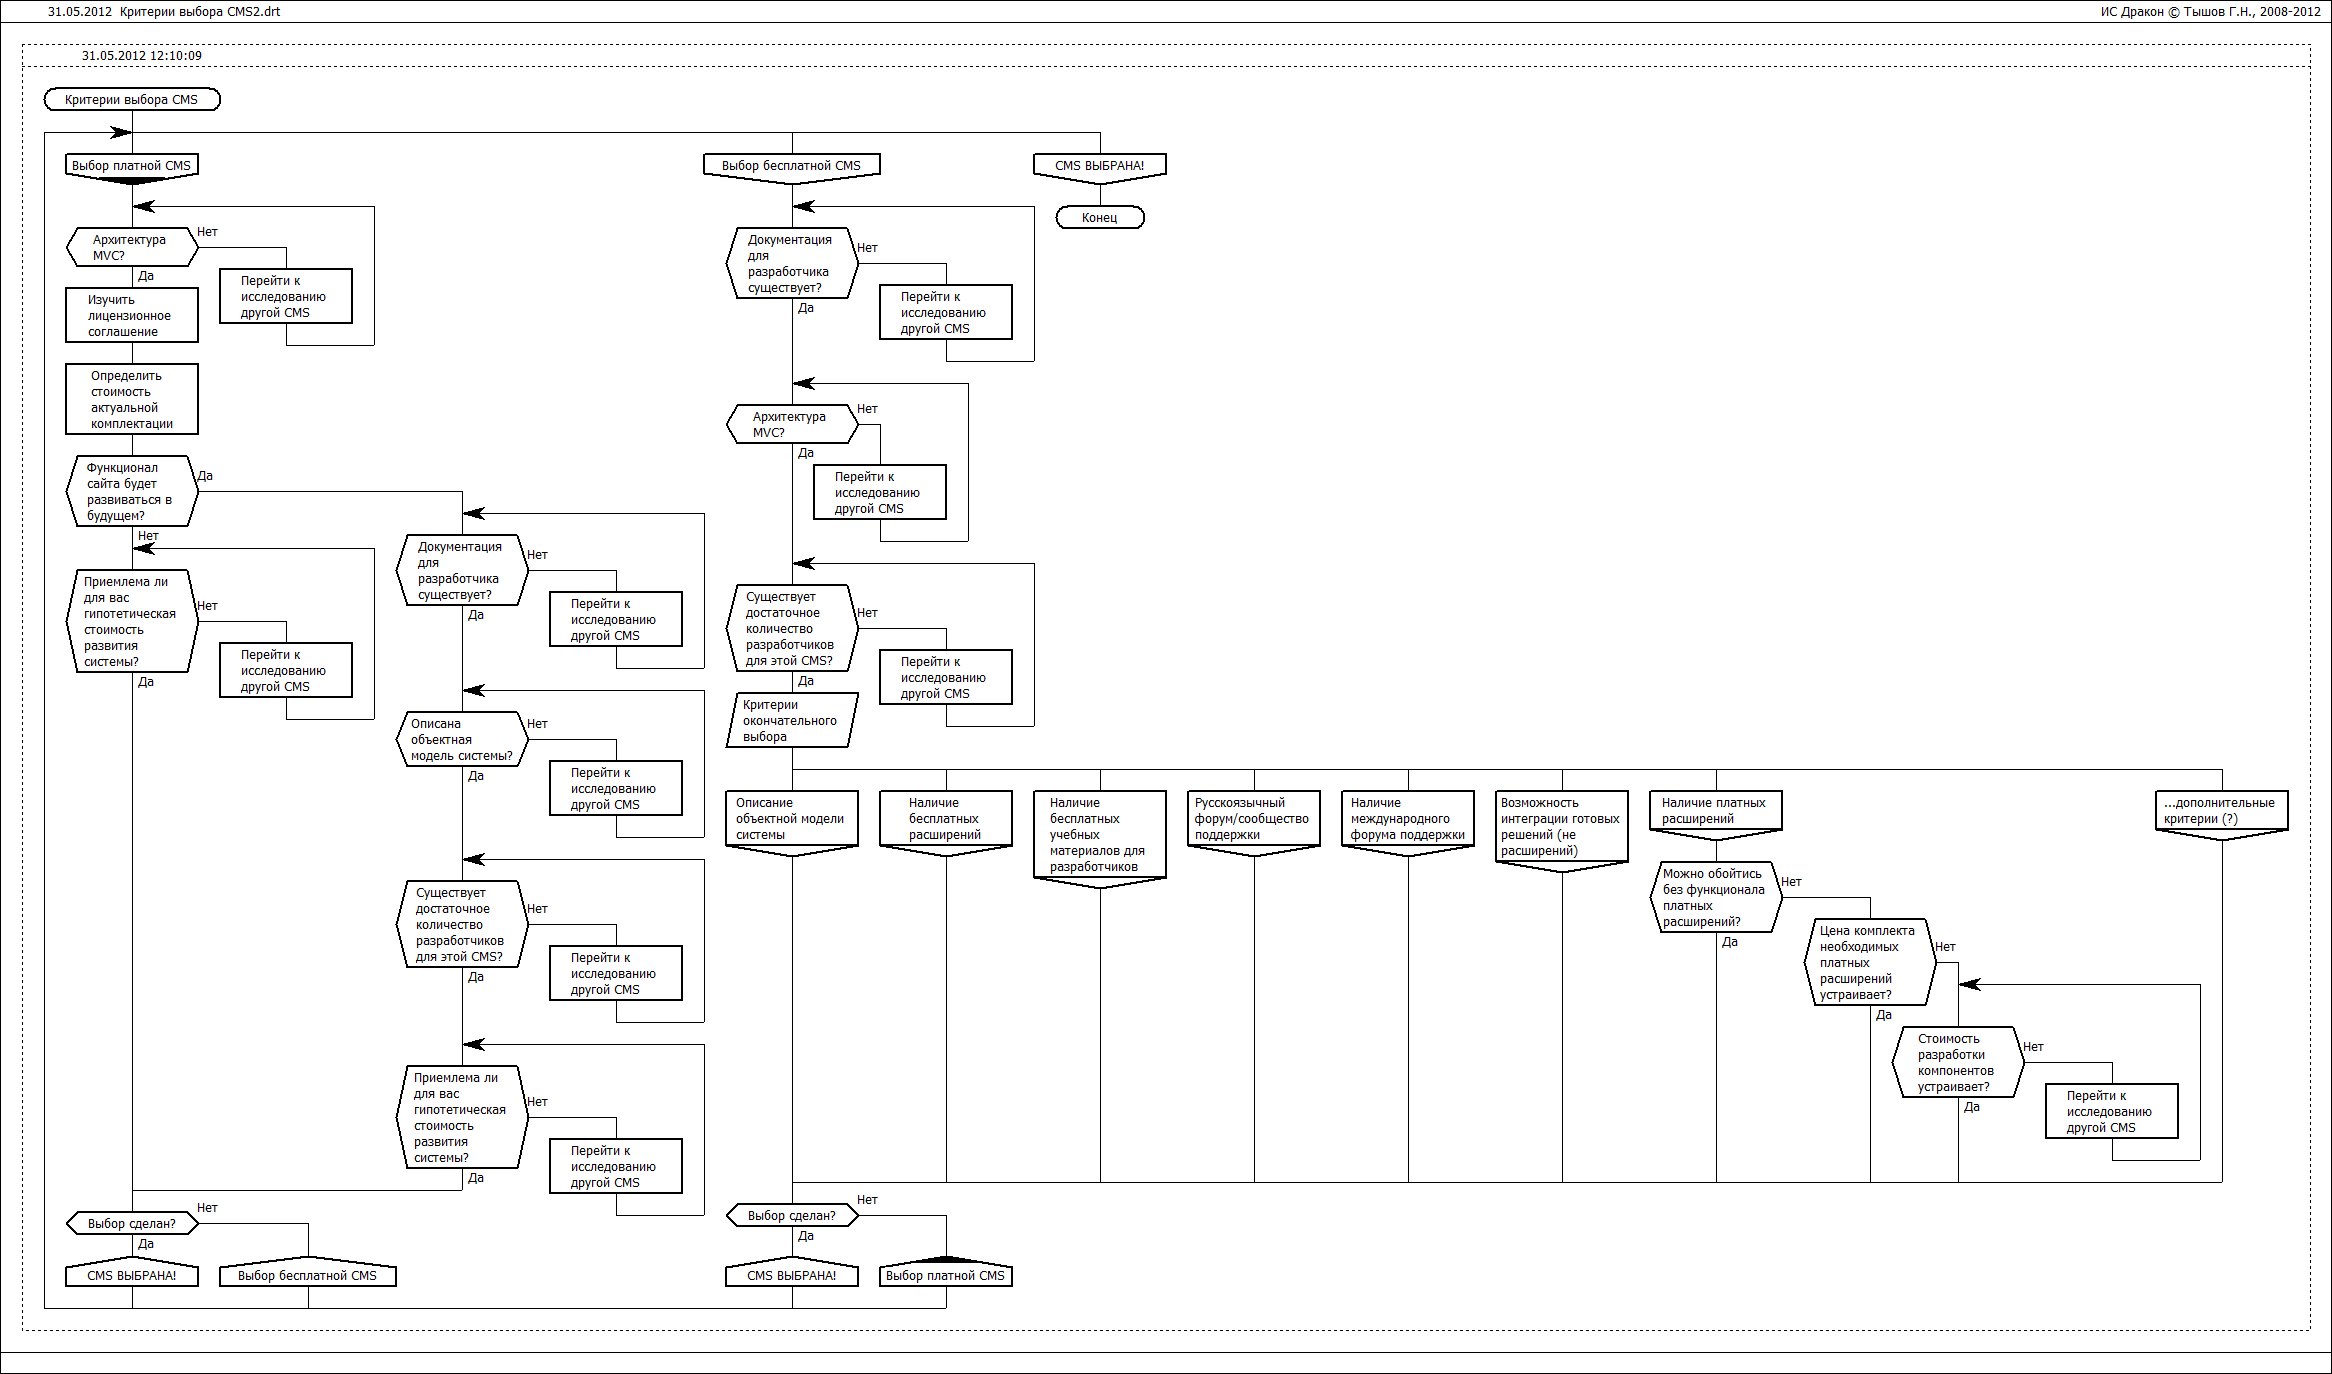 31.05.2012 Критерии выбора CMS2.drt
ИС Дракон © Тышов Г.Н., 2008-2012
31.05.2012 12:10:09
Критерии выбора CMS
Выбор платной CMS
Архитектура
MVC?
Нет
Да
Перейти к
исследованию
другой CMS
Изучить
лицензионное
соглашение
Определить
стоимость
актуальной
комплектации
Функционал
сайта будет
развиваться в
будущем?
Да
Нет
Приемлема ли
для вас
гипотетическая
стоимость
развития
системы?
Нет
Да
Перейти к
исследованию
другой CMS
Документация
для
разработчика
существует?
Нет
Да
Перейти к
исследованию
другой CMS
Описана
объектная
модель системы?
Нет
Да
Перейти к
исследованию
другой CMS
Существует
достаточное
количество
разработчиков
для этой CMS?
Нет
Да
Перейти к
исследованию
другой CMS
Приемлема ли
для вас
гипотетическая
стоимость
развития
системы?
Нет
Да
Перейти к
исследованию
другой CMS
Выбор сделан?
Нет
Да
CMS ВЫБРАНА!
Выбор бесплатной CMS
Выбор бесплатной CMS
Документация
для
разработчика
существует?
Нет
Да
Перейти к
исследованию
другой CMS
Архитектура
MVC?
Нет
Да
Перейти к
исследованию
другой CMS
Существует
достаточное
количество
разработчиков
для этой CMS?
Нет
Да
Перейти к
исследованию
другой CMS
Критерии
окончательного
выбора
Описание
объектной модели
системы
Наличие
бесплатных
расширений
Наличие
бесплатных
учебных
материалов для
разработчиков
Русскоязычный
форум/сообщество
поддержки
Наличие
международного
форума поддержки
Возможность
интеграции готовых
решений (не
расширений)
Наличие платных
расширений
Можно обойтись
без функционала
платных
расширений?
Нет
Да
Цена комплекта
необходимых
платных
расширений
устраивает?
Нет
Да
Стоимость
разработки
компонентов
устраивает?
Нет
Да
Перейти к
исследованию
другой CMS
...дополнительные
критерии (?)
Выбор сделан?
Нет
Да
CMS ВЫБРАНА!
Выбор платной CMS
CMS ВЫБРАНА!
Конец